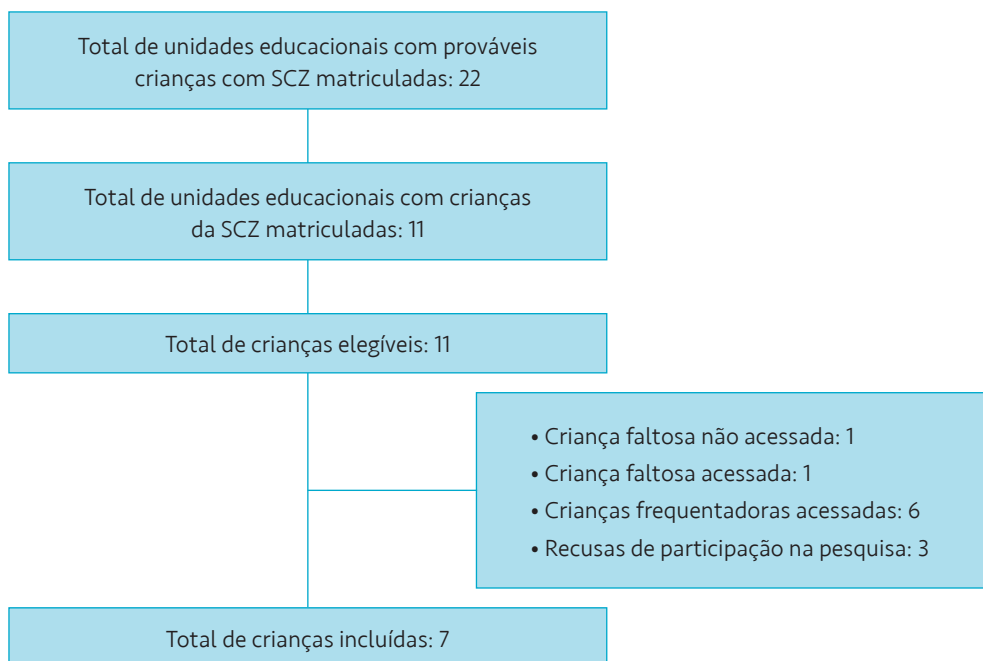 Total de unidades educacionais com prováveis
crianças com SCZ matriculadas: 22
Total de unidades educacionais com crianças
da SCZ matriculadas: 11
Total de crianças elegíveis: 11
• Criança faltosa não acessada: 1
• Criança faltosa acessada: 1
• Crianças frequentadoras acessadas: 6
• Recusas de participação na pesquisa: 3
Total de crianças incluídas: 7